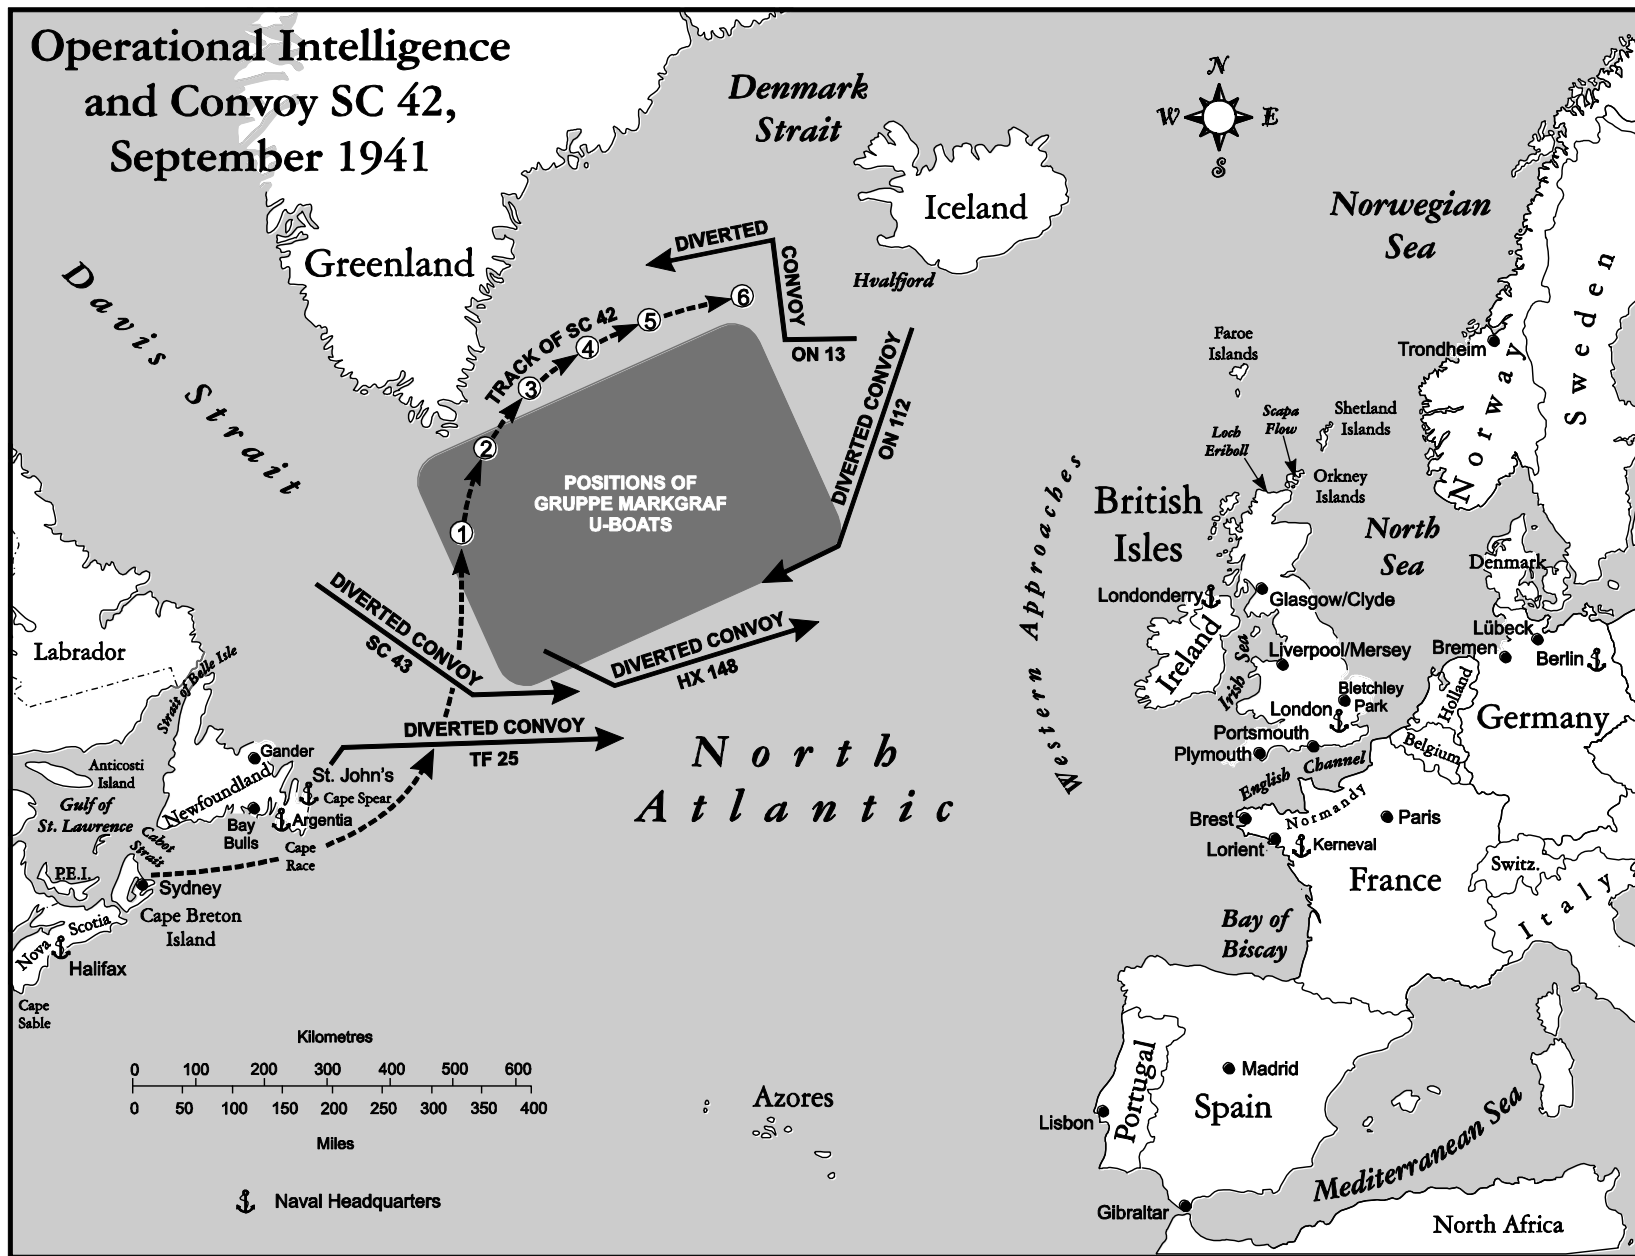 Operational Intelligence
and Convoy SC 42,
September 1941
Denmark
Strait
N
W
E
S
Iceland
Norwegian
Sea
Greenland
Hvalfjord
Davis Strait
DIVERTED
CONVOY
ON 13
TRACK OF SC 42
1
2
3
4
5
6
DIVERTED CONVOY
ON 112
POSITIONS OF
GRUPPE MARKGRAF
U-BOATS
DIVERTED CONVOY
SC 43
DIVERTED CONVOY
HX 148
DIVERTED CONVOY
TF 25
North
Atlantic
Western Approaches
Faroe
Islands
Shetland
Islands
Scapa
Flow
Loch
Eriboll
Orkney
Islands
British
Isles
North
Sea
Trondheim
Norway
Sweden
Denmark
Londonderry
Glasgow/Clyde
Ireland
Irish Sea
Liverpool/Mersey
Bletchley
Park
London
Portsmouth
Plymouth
English Channel
Lübeck
Bremen
Berlin
Holland
Belgium
Germany
Normandy
Brest
Paris
Lorient
Kerneval
France
Switz.
Italy
Bay of
Biscay
Portugal
Madrid
Spain
Lisbon
Gibraltar
Mediterranean Sea
North Africa
Azores
Labrador
Strait of Belle Isle
Gander
Anticosti
Island
Newfoundland
St. John's
Cape Spear
Argentia
Gulf of
St. Lawrence
Bay
Bulls
Cabot
Strait
Cape
Race
P.E.I.
Sydney
Cape Breton
Island
Nova Scotia
Halifax
Cape
Sable
Kilometres
0 100 200 300 400 500 600
0 50 100 150 200 250 300 350 400
Miles
Naval Headquarters